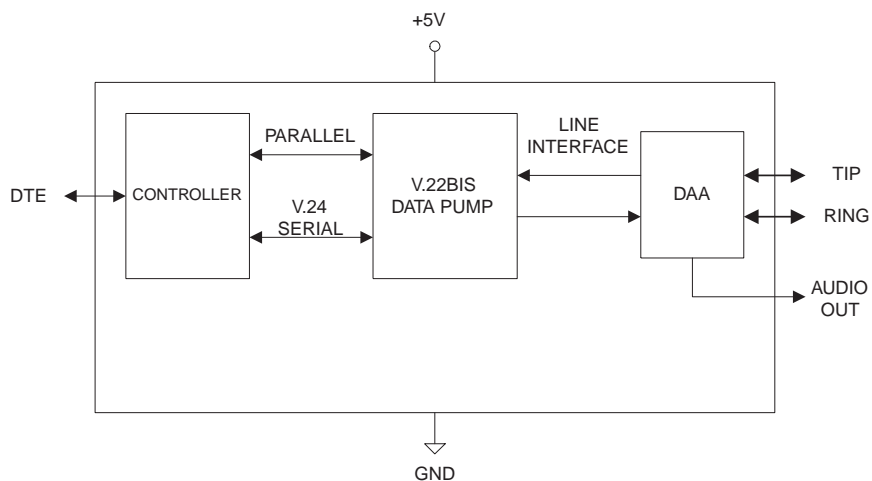 +5V
PARALLEL
LINE
INTERFACE
DTE
CONTROLLER
V.24
SERIAL
V.22BIS
DATA PUMP
DAA
TIP
RING
AUDIO
OUT
GND